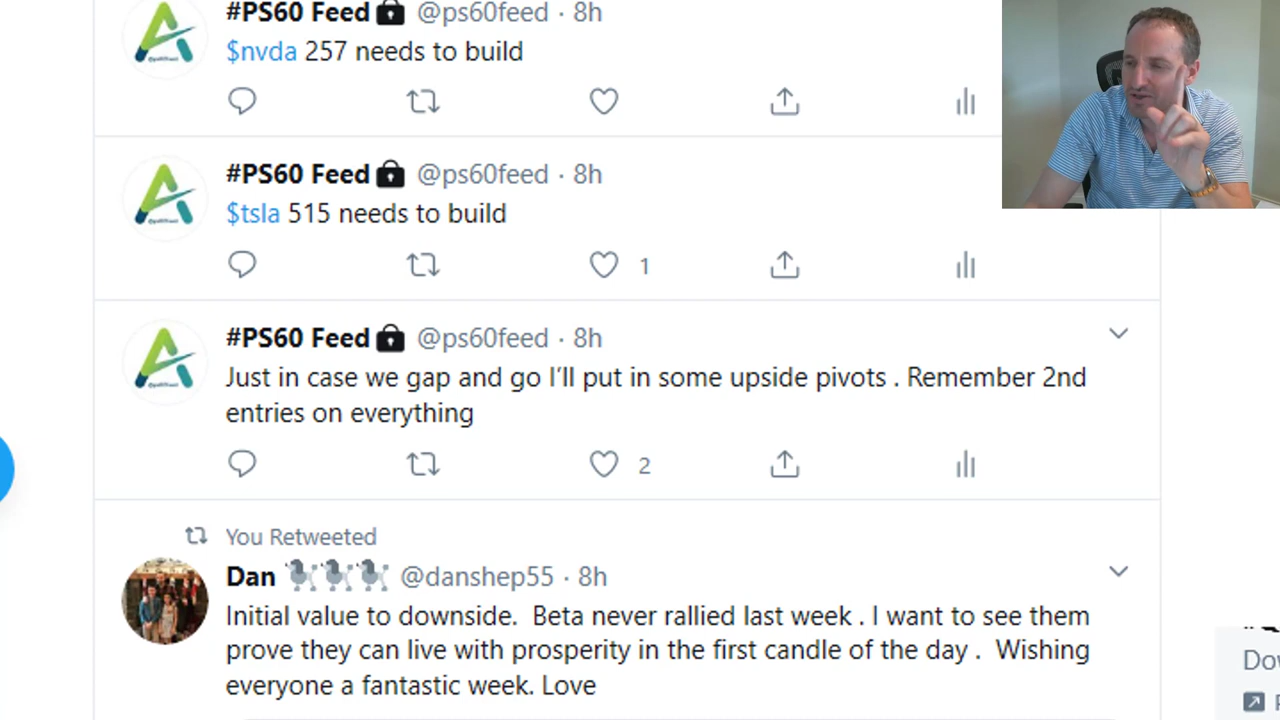 #PS60 Feed @ps60feed · 8h
$nvda 257 needs to build
#PS60 Feed @ps60feed · 8h
$tsla 515 needs to build
1
#PS60 Feed @ps60feed · 8h
Just in case we gap and go I'll put in some upside pivots . Remember 2nd
entries on everything
2
You Retweeted
Dan @danshep55 · 8h
Initial value to downside. Beta never rallied last week . I want to see them
prove they can live with prosperity in the first candle of the day . Wishing
everyone a fantastic week. Love